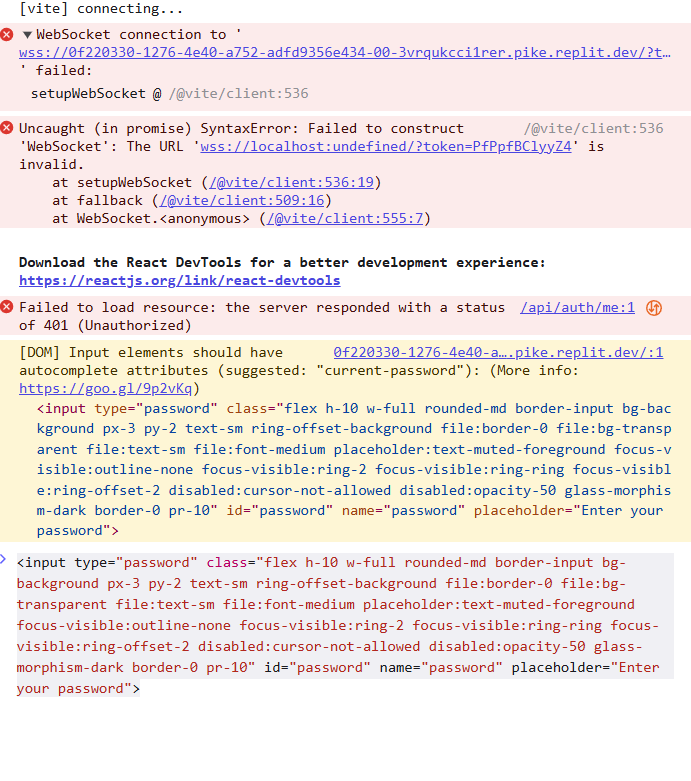 [vite] connecting...
WebSocket connection to '
wss://0f220330-1276-4e40-a752-adfd9356e434-00-3vrqukcci1rer.pike.replit.dev/?t…
' failed:
setupWebSocket @ /@vite/client:536
Uncaught (in promise) SyntaxError: Failed to construct /@vite/client:536
'WebSocket': The URL 'wss://localhost:undefined/?token=PfPpfBClyyZ4' is
invalid.
at setupWebSocket (/@vite/client:536:19)
at fallback (/@vite/client:509:16)
at WebSocket.<anonymous> (/@vite/client:555:7)
Download the React DevTools for a better development experience:
https://reactjs.org/link/react-devtools
Failed to load resource: the server responded with a status /api/auth/me:1
of 401 (Unauthorized)
[DOM] Input elements should have 0f220330-1276-4e40-a….pike.replit.dev/:1
autocomplete attributes (suggested: "current-password"): (More info:
https://goo.gl/9p2vKq)
<input type="password" class="flex h-10 w-full rounded-md border-input bg-bac
kground px-3 py-2 text-sm ring-offset-background file:border-0 file:bg-transp
arent file:text-sm file:font-medium placeholder:text-muted-foreground focus-v
isible:outline-none focus-visible:ring-2 focus-visible:ring-ring focus-visibl
e:ring-offset-2 disabled:cursor-not-allowed disabled:opacity-50 glass-morphis
m-dark border-0 pr-10" id="password" name="password" placeholder="Enter your
password">
<input type="password" class="flex h-10 w-full rounded-md border-input bg-
background px-3 py-2 text-sm ring-offset-background file:border-0 file:bg-
transparent file:text-sm file:font-medium placeholder:text-muted-foreground
focus-visible:outline-none focus-visible:ring-2 focus-visible:ring-ring focus-
visible:ring-offset-2 disabled:cursor-not-allowed disabled:opacity-50 glass-
morphism-dark border-0 pr-10" id="password" name="password" placeholder="Enter
your password">